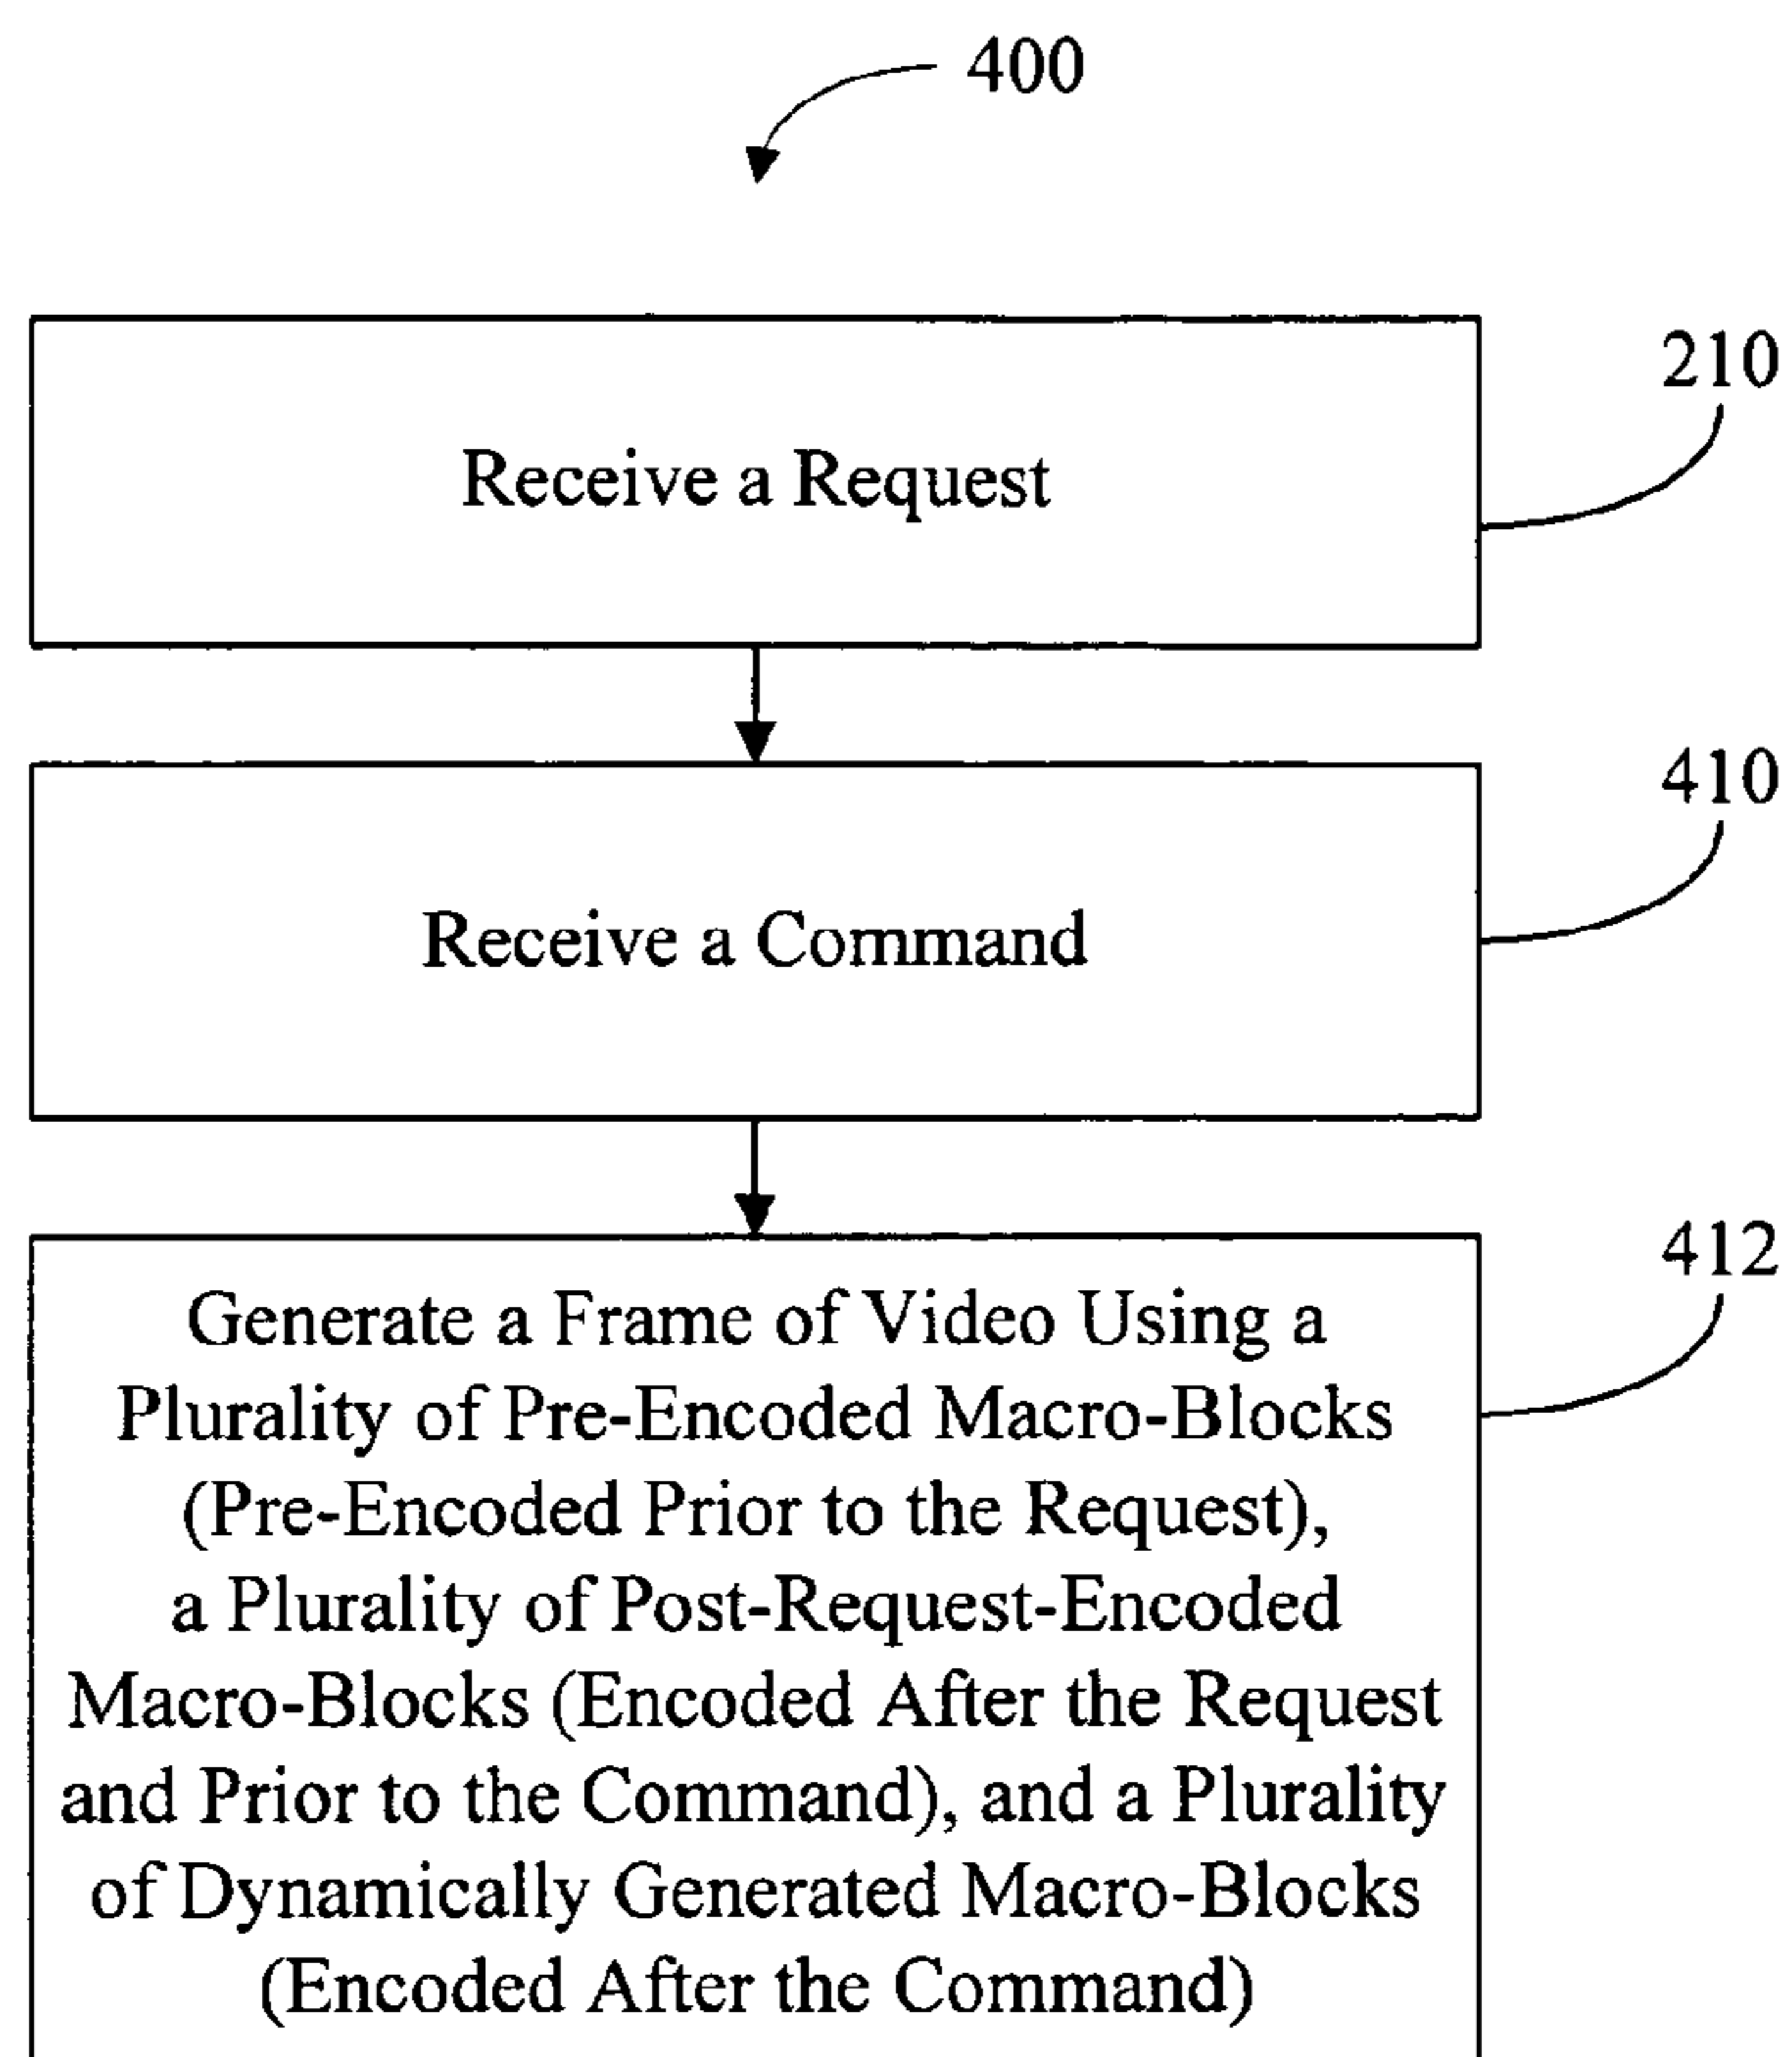 400
210
Receive a Request
410
Receive a Command
412
Generate a Frame of Video Using a
Plurality of Pre-Encoded Macro-Blocks
(Pre-Encoded Prior to the Request),
a Plurality of Post-Request-Encoded
Macro-Blocks (Encoded After the Request
and Prior to the Command), and a Plurality
of Dynamically Generated Macro-Blocks
(Encoded After the Command)